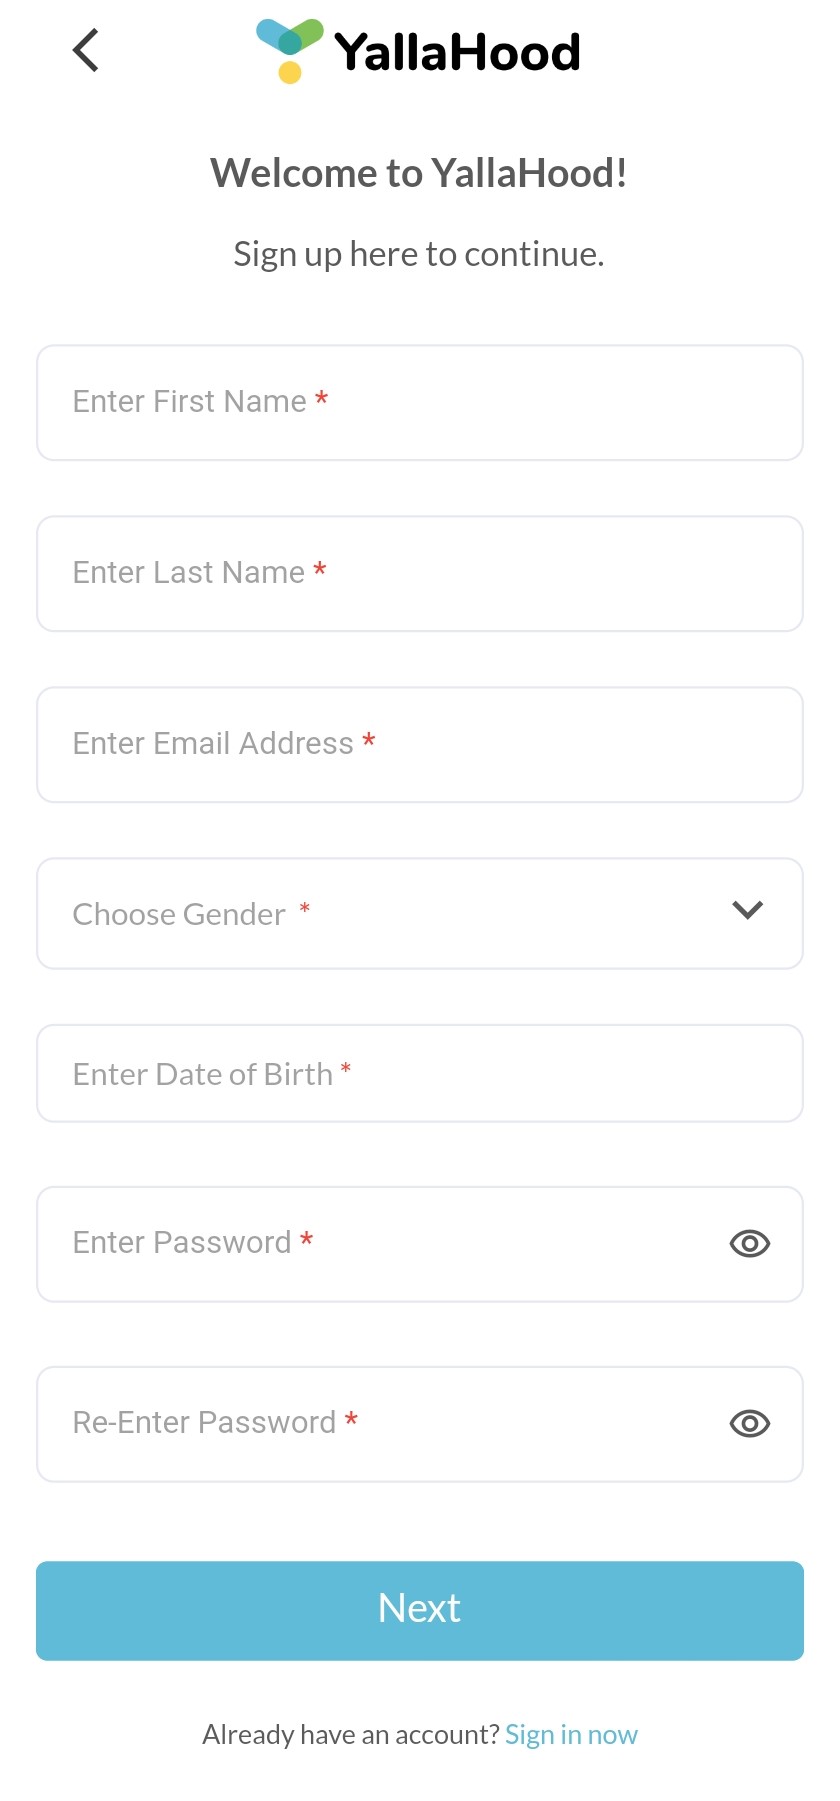 YallaHood
Welcome to YallaHood!
Sign up here to continue.
Enter First Name *
Enter Last Name *
Enter Email Address *
Choose Gender *
Enter Date of Birth *
Enter Password *
Re-Enter Password *
Next
Already have an account? Sign in now